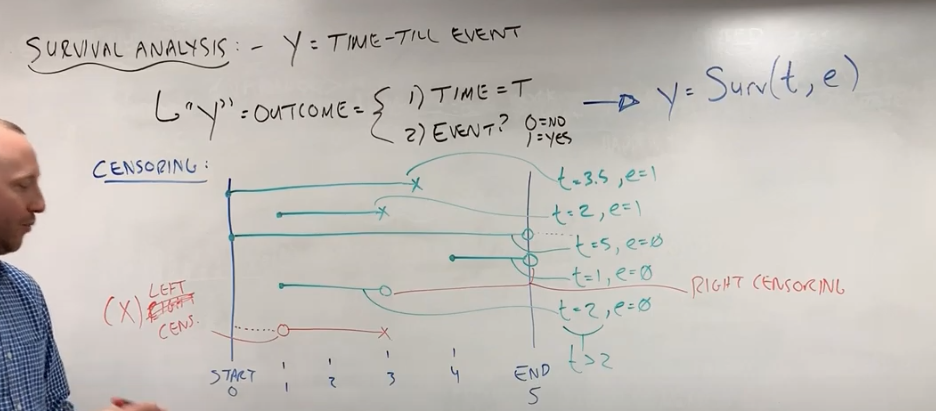 SURVIVAL ANALYSIS: - Y = TIME-TILL EVENT
"Y" = OUTCOME = { 1) TIME = T
2) EVENT? 0=NO
1=YES
y = Surv(t, e)
CENSORING:
t=3.5, e=1
t=2, e=1
t=5, e=0
t=1, e=0
RIGHT CENSORING
t=2, e=0
t>2
(X) LEFT
CENS.
START 0
1
2
3
4
END 5